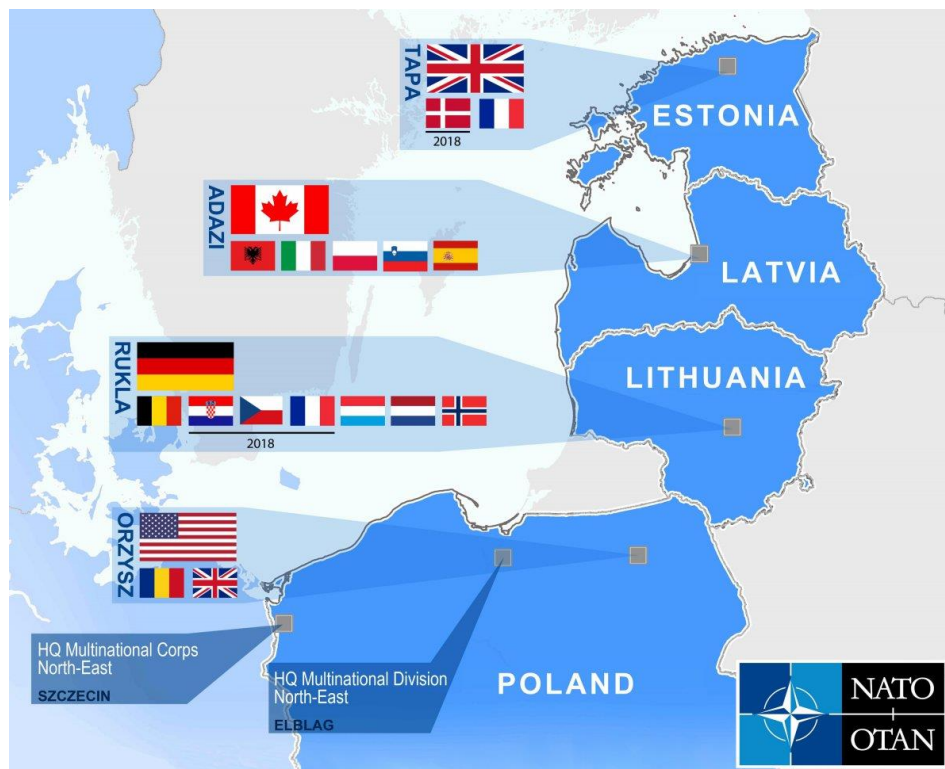 TAPA
2018
ESTONIA
ADAZI
LATVIA
RUKLA
2018
LITHUANIA
ORZYSZ
HQ Multinational Corps
North-East
SZCZECIN
HQ Multinational Division
North-East
ELBLAG
POLAND
NATO
OTAN